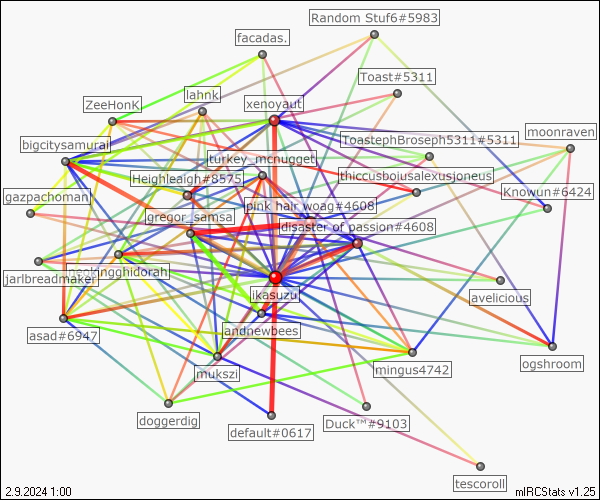 Random Stuf6#5983
facadas.
Toast#5311
lahnk.
ZeeHonK
xenoyaut
moonraven
ToastephBroseph5311#5311
bigcitysamurai
turkey_mcnugget
Heighleaigh#8575
thiccusbojusalexusjoneus
Knowun#6424
gazpachoman
pink hair woag#4608
gregor_samsa
disaster of passion#4608
neckingghidorah
jarlbreadmaker
ikasuzu
avelicious
andnewbees
asad#6947
ogshroom
mukszi
mingus4742
doggerdig
default#0617
Duck™#9103
tescoroll
2.9.2024 1:00
mIRCStats v1.25